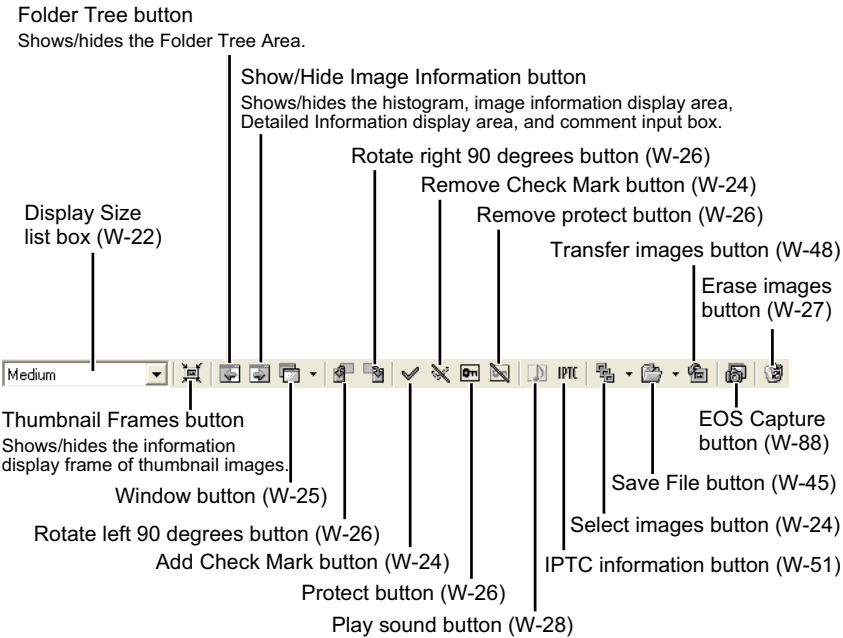 Folder Tree button
Shows/hides the Folder Tree Area.
Show/Hide Image Information button
Shows/hides the histogram, image information display area,
Detailed Information display area, and comment input box.
Rotate right 90 degrees button (W-26)
Remove Check Mark button (W-24)
Remove protect button (W-26)
Display Size
list box (W-22)
Transfer images button (W-48)
Erase images
button (W-27)
Medium
IPTC
Thumbnail Frames button
Shows/hides the information
display frame of thumbnail images.
EOS Capture
button (W-88)
Window button (W-25)
Save File button (W-45)
Rotate left 90 degrees button (W-26)
Select images button (W-24)
Add Check Mark button (W-24)
IPTC information button (W-51)
Protect button (W-26)
Play sound button (W-28)